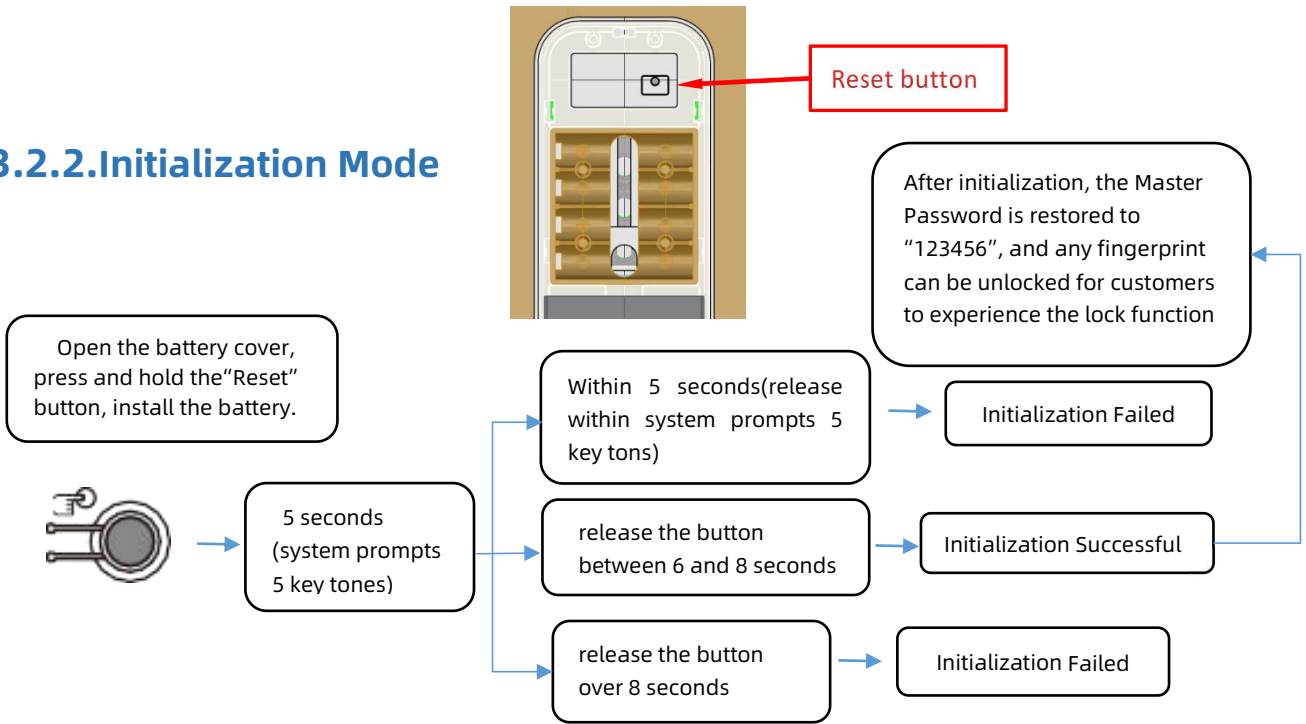 Reset button
3.2.2.Initialization Mode
After initialization, the Master
Password is restored to
“123456”, and any fingerprint
can be unlocked for customers
to experience the lock function
Open the battery cover,
press and hold the“Reset”
button, install the battery.
Within 5 seconds(release
within system prompts 5
key tons)
Initialization Failed
5 seconds
(system prompts
5 key tones)
release the button
between 6 and 8 seconds
Initialization Successful
release the button
over 8 seconds
Initialization Failed